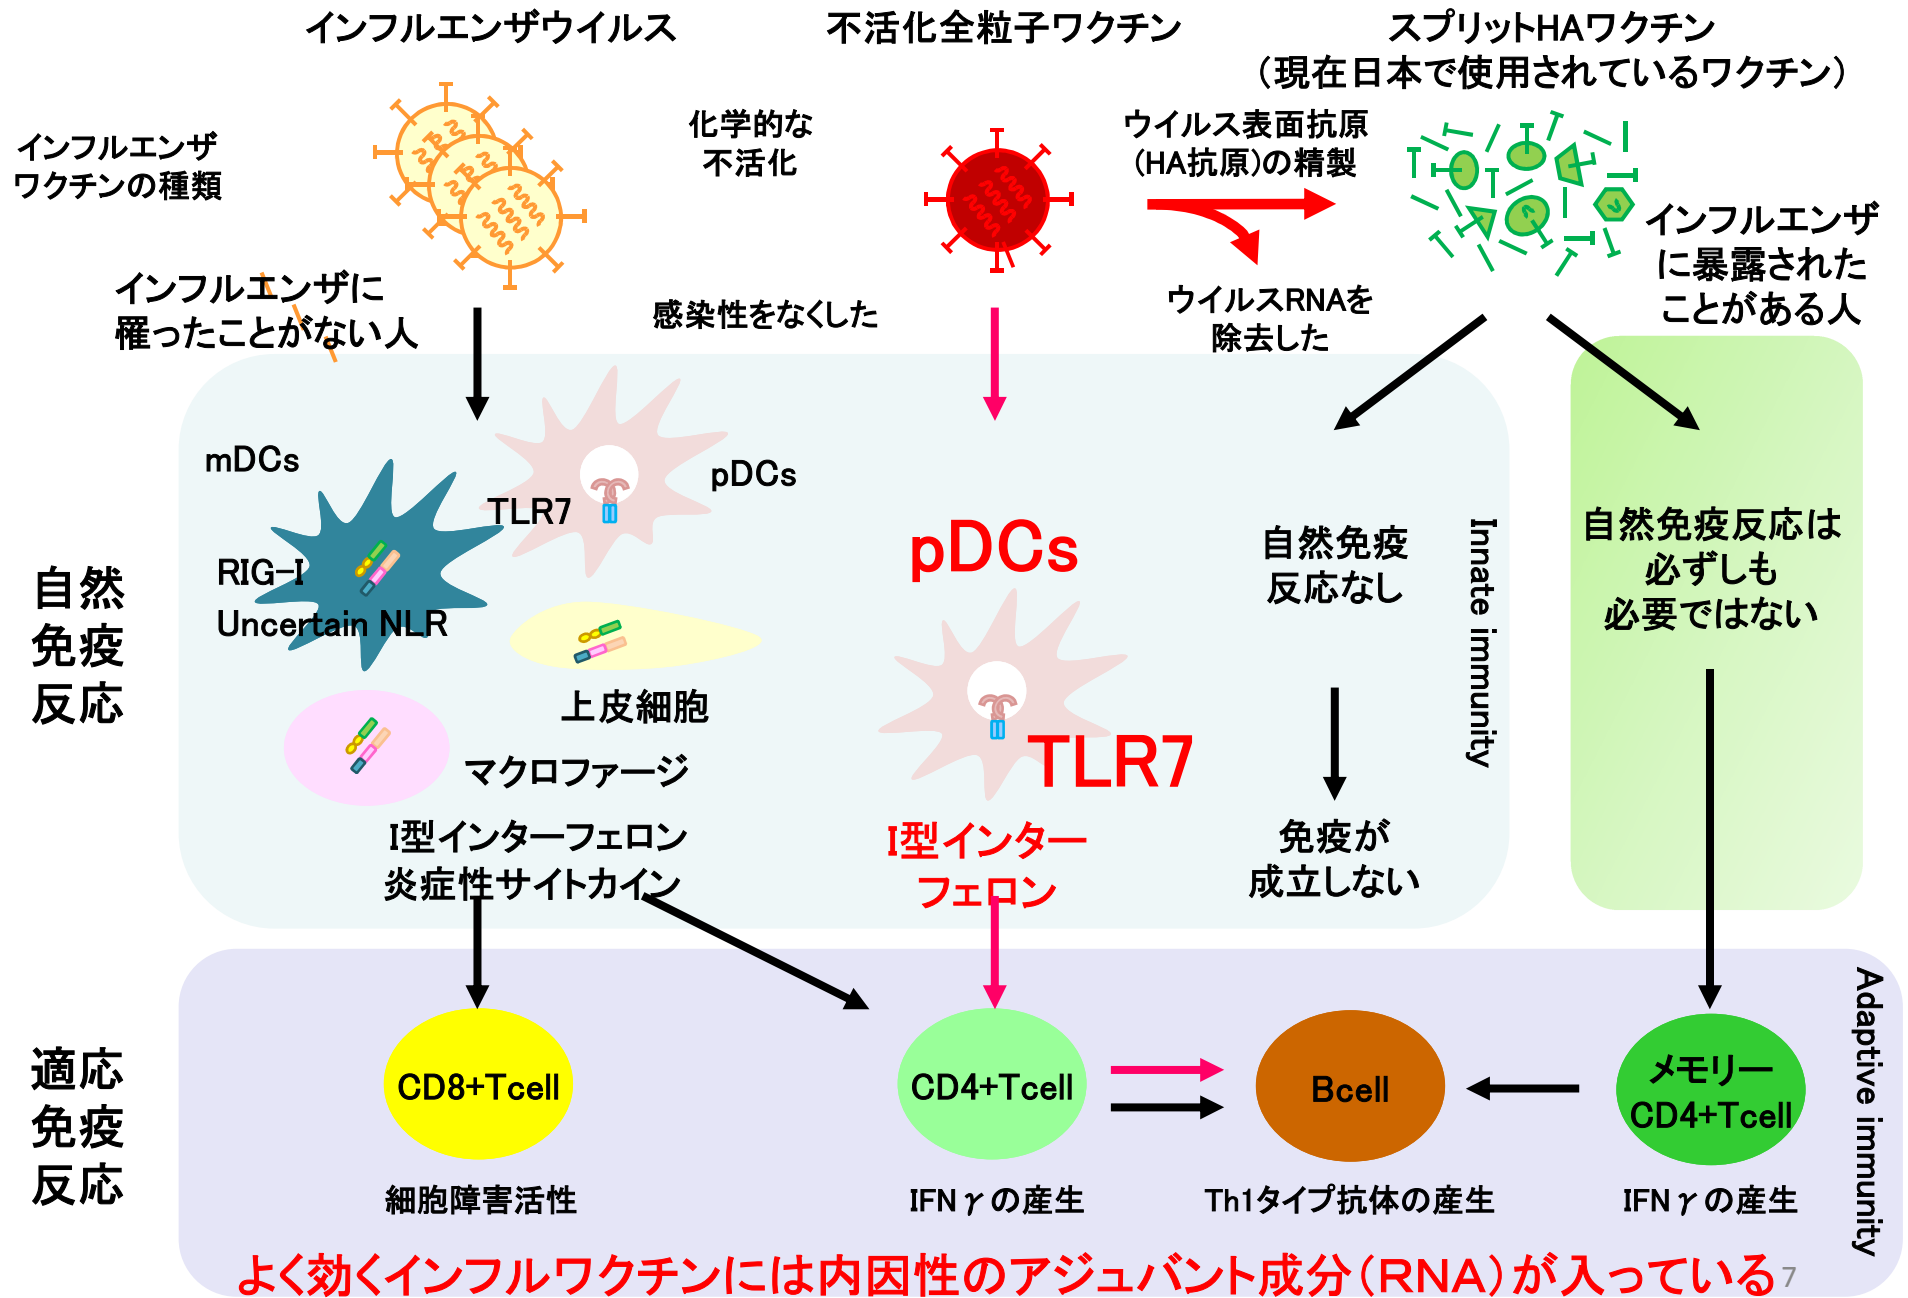 インフルエンザウイルス
不活化全粒子ワクチン
スプリットHAワクチン
（現在日本で使用されているワクチン）
インフルエンザ
ワクチンの種類
化学的な
不活化
ウイルス表面抗原
(HA抗原)の精製
インフルエンザ
に暴露された
ことがある人
インフルエンザに
罹ったことがない人
感染性をなくした
ウイルスRNAを
除去した
自然
免疫
反応
mDCs
pDCs
TLR7
RIG-I
Uncertain NLR
上皮細胞
マクロファージ
I型インターフェロン
炎症性サイトカイン
pDCs
TLR7
I型インター
フェロン
自然免疫
反応なし
免疫が
成立しない
Innate immunity
自然免疫反応は
必ずしも
必要ではない
適応
免疫
反応
CD8+Tcell
細胞障害活性
CD4+Tcell
IFNγの産生
Bcell
Th1タイプ抗体の産生
メモリー
CD4+Tcell
IFNγの産生
Adaptive immunity
よく効くインフルワクチンには内因性のアジュバント成分（RNA）が入っている
7